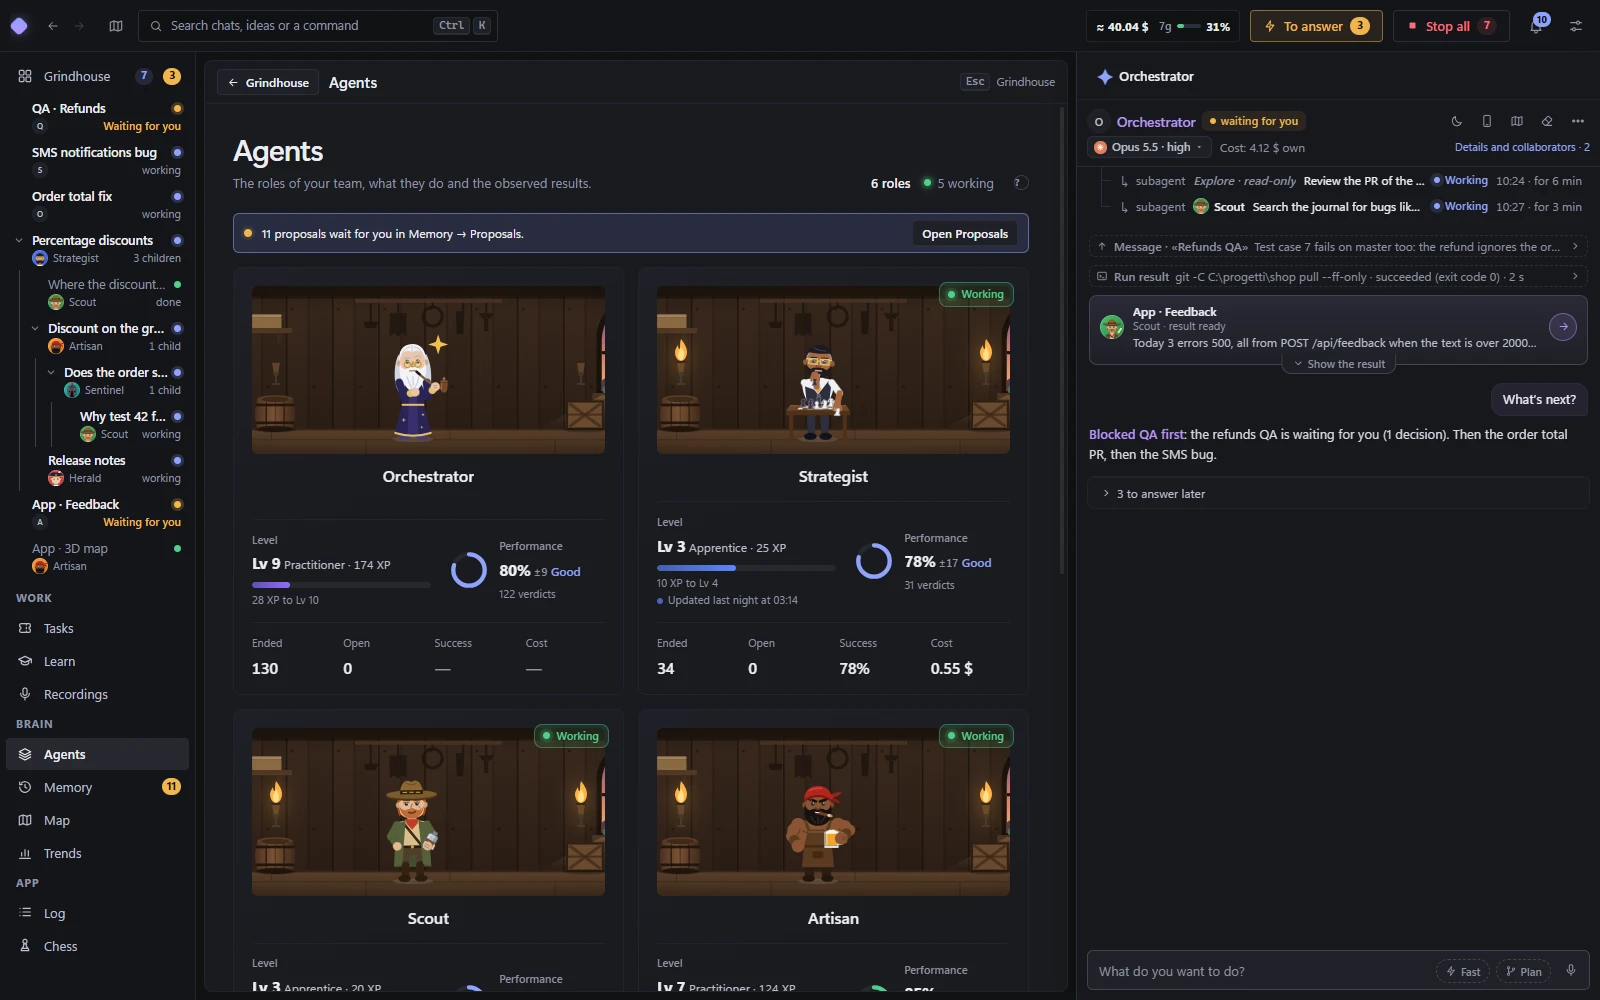 Search chats, ideas or a command
Ctrl K
≈ 40.04 $ 7g 31%
To answer 3
Stop all 7
10
Grindhouse 7 3
QA · Refunds
Q Waiting for you
SMS notifications bug
S working
Order total fix
O working
Percentage discounts
Strategist 3 children
Where the discount...
Scout done
Discount on the gr...
Artisan 1 child
Does the order s...
Sentinel 1 child
Why test 42 f...
Scout working
Release notes
Herald working
App · Feedback
A Waiting for you
App · 3D map
Artisan
WORK
Tasks
Learn
Recordings
BRAIN
Agents
Memory 11
Map
Trends
APP
Log
Chess
← Grindhouse Agents
Esc Grindhouse
Agents
The roles of your team, what they do and the observed results.
6 roles 5 working ?
11 proposals wait for you in Memory → Proposals.
Open Proposals
Orchestrator
Level
Lv 9 Practitioner · 174 XP
28 XP to Lv 10
Performance
80% ±9 Good
122 verdicts
Ended Open Success Cost
130 0 — —
Working
Strategist
Level
Lv 3 Apprentice · 25 XP
10 XP to Lv 4
Updated last night at 03:14
Performance
78% ±17 Good
31 verdicts
Ended Open Success Cost
34 0 78% 0.55 $
Working
Scout
Level
Lv 3 Apprentice · 20 XP
Performance
Working
Artisan
Level
Lv 7 Practitioner · 124 XP
Performance
Orchestrator
O Orchestrator waiting for you
Opus 5.5 · high Cost: 4.12 $ own
Details and collaborators · 2
↳ subagent Explore · read-only Review the PR of the ... Working 10:24 · for 6 min
↳ subagent Scout Search the journal for bugs lik... Working 10:27 · for 3 min
Message · «Refunds QA» Test case 7 fails on master too: the refund ignores the or...
Run result git -C C:\progetti\shop pull --ff-only · succeeded (exit code 0) · 2 s
App · Feedback
Scout · result ready
Today 3 errors 500, all from POST /api/feedback when the text is over 2000...
Show the result
What's next?
Blocked QA first: the refunds QA is waiting for you (1 decision). Then the order total
PR, then the SMS bug.
3 to answer later
What do you want to do?
Fast
Plan